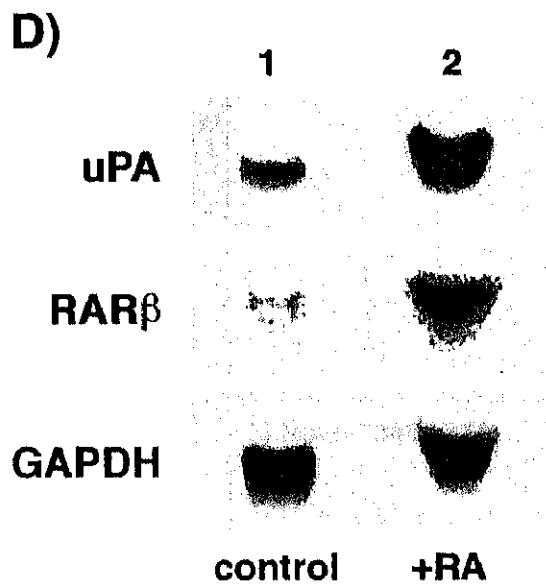 D)
1 2
uPA
RARβ
GAPDH
control +RA